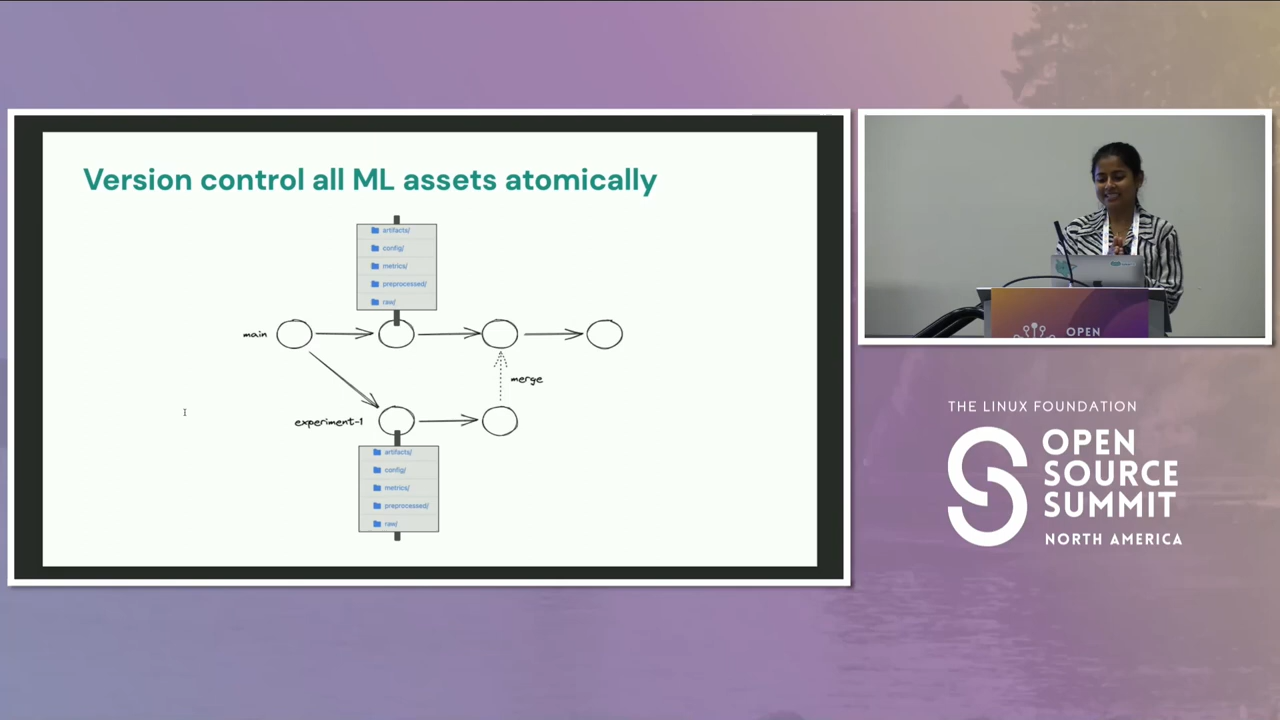 Version control all ML assets atomically
artifacts/
config/
metrics/
preprocessed/
raw/
main
merge
experiment-1
artifacts/
config/
metrics/
preprocessed/
raw/
OPEN
THE LINUX FOUNDATION
OPEN
SOURCE
SUMMIT
NORTH AMERICA